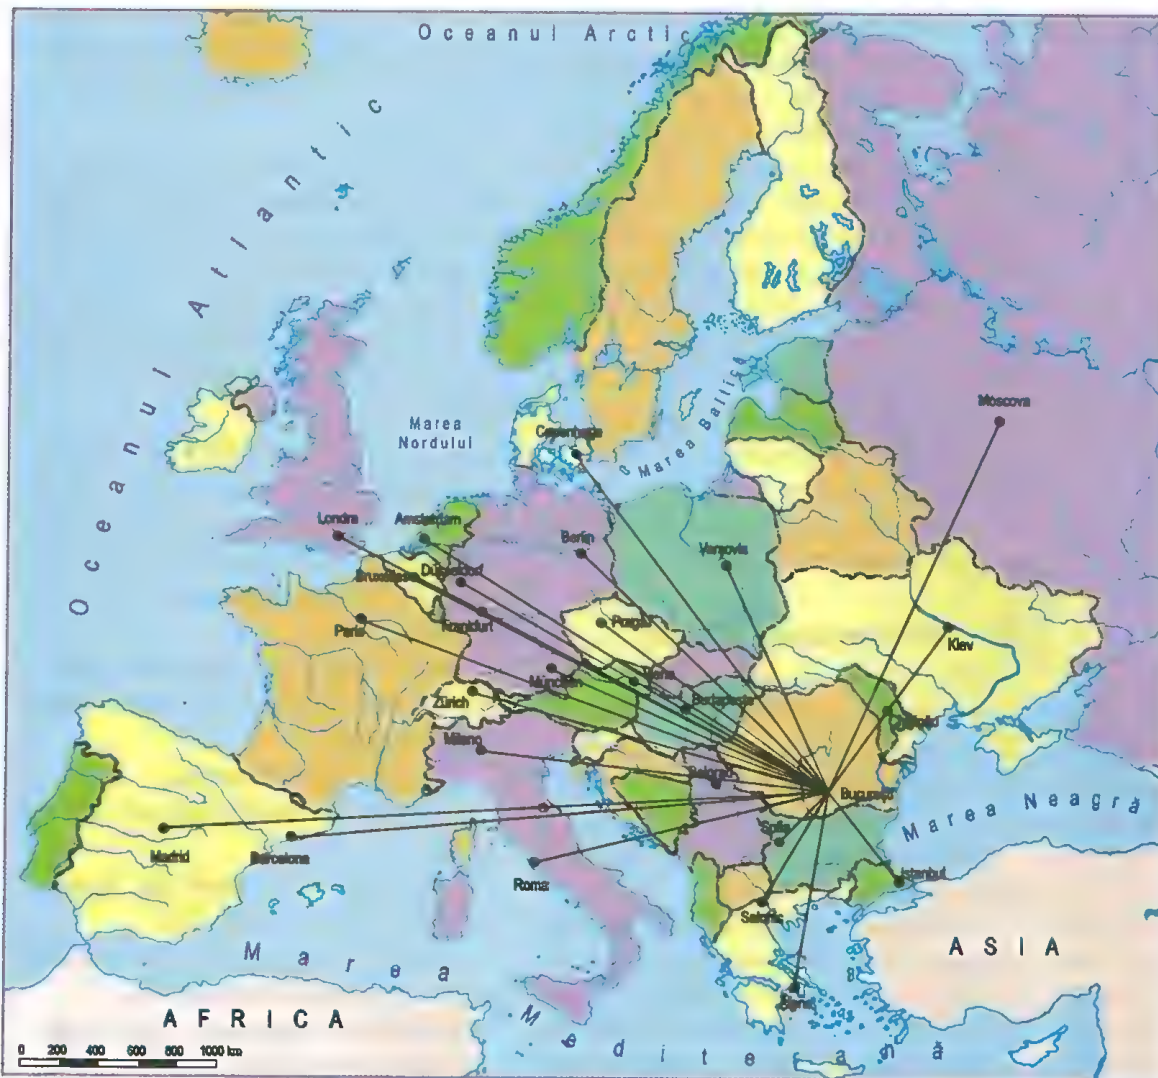 Oceanul Arctic
Oceanul Atlantic
Moscova
Marea
Nordului
Copenhaga
Marea Baltică
Londra
Amsterdam
Berlin
Varșovia
Bruxelles
Düsseldorf
Frankfurt
Paris
Praga
Kiev
München
Viena
Budapesta
Zürich
Milano
Belgrad
București
Marea Neagră
Sofia
Madrid
Barcelona
Roma
Istanbul
Salonic
ASIA
Marea
Mediterană
AFRICA
0 200 400 600 800 1000 km